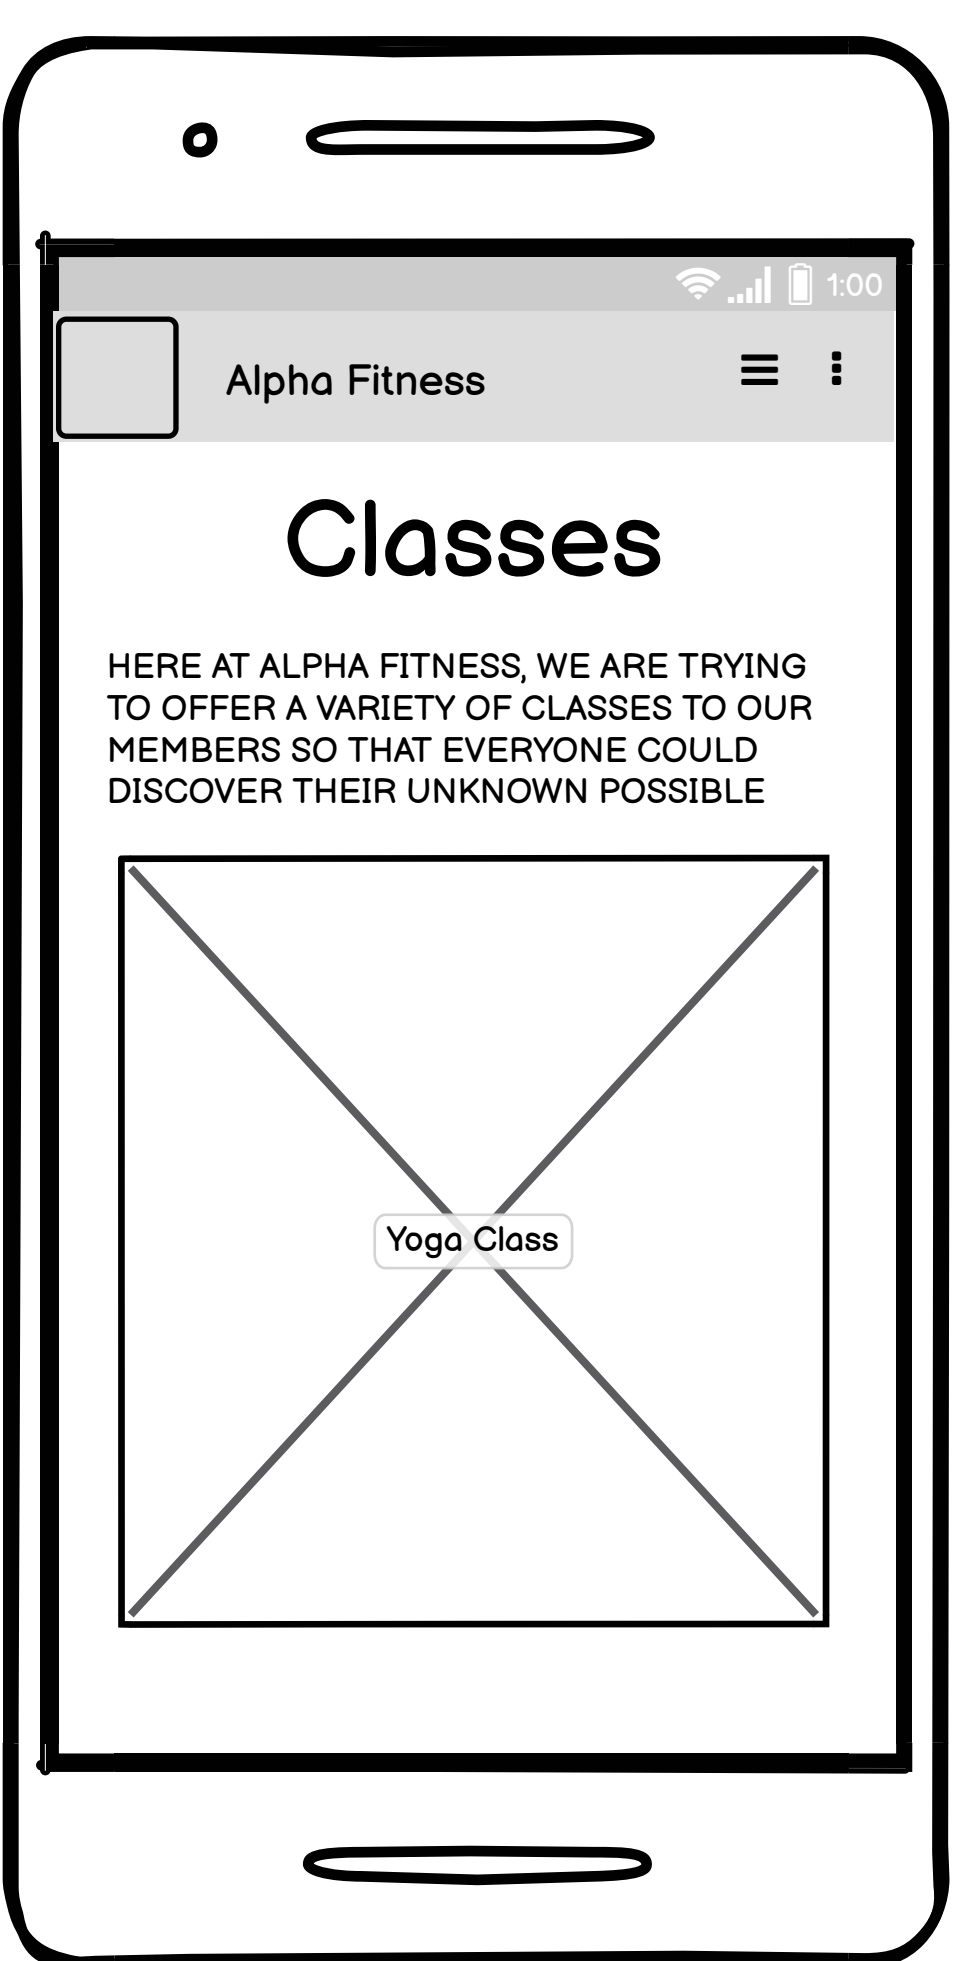 1:00
Alpha Fitness
Classes
HERE AT ALPHA FITNESS, WE ARE TRYING
TO OFFER A VARIETY OF CLASSES TO OUR
MEMBERS SO THAT EVERYONE COULD
DISCOVER THEIR UNKNOWN POSSIBLE
Yoga Class